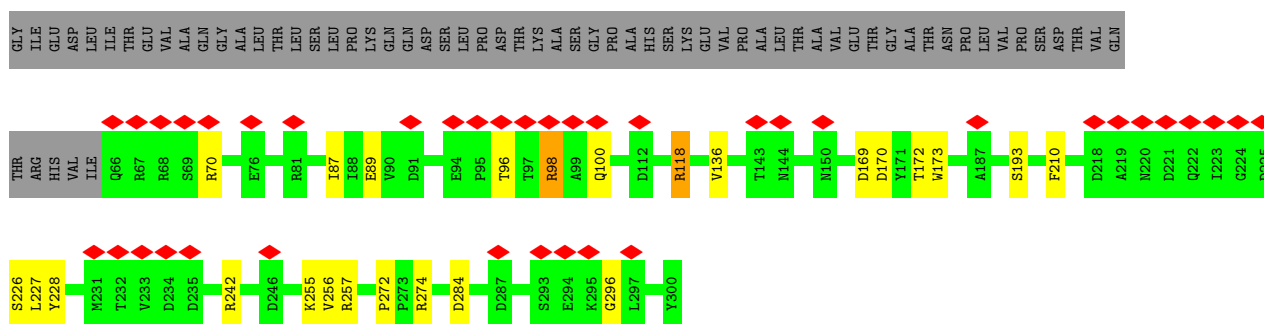 GLY ILE GLU ASP LEU ILE THR GLU VAL ALA GLN GLY ALA LEU THR LEU SER LEU PRO LYS GLN GLN ASP SER LEU PRO ASP THR LYS ALA SER GLY PRO ALA HIS SER LYS GLU VAL PRO ALA LEU THR ALA VAL GLU THR GLY ALA THR ASN PRO LEU VAL PRO SER ASP THR VAL GLN
THR ARG HIS VAL ILE Q66 R67 R68 S69 R70 E76 R81 I87 I88 E89 V90 D91 E94 P95 T96 T97 R98 A99 Q100 D112 R118 V136 T143 N144 N150 D169 D170 Y171 T172 W173 A187 S193 F210 D218 A219 N220 D221 Q222 I223 G224
S226 L227 Y228 M231 T232 V233 D234 D235 R242 D246 K255 V256 R257 P272 P273 R274 D284 D287 S293 E294 K295 G296 L297 Y300